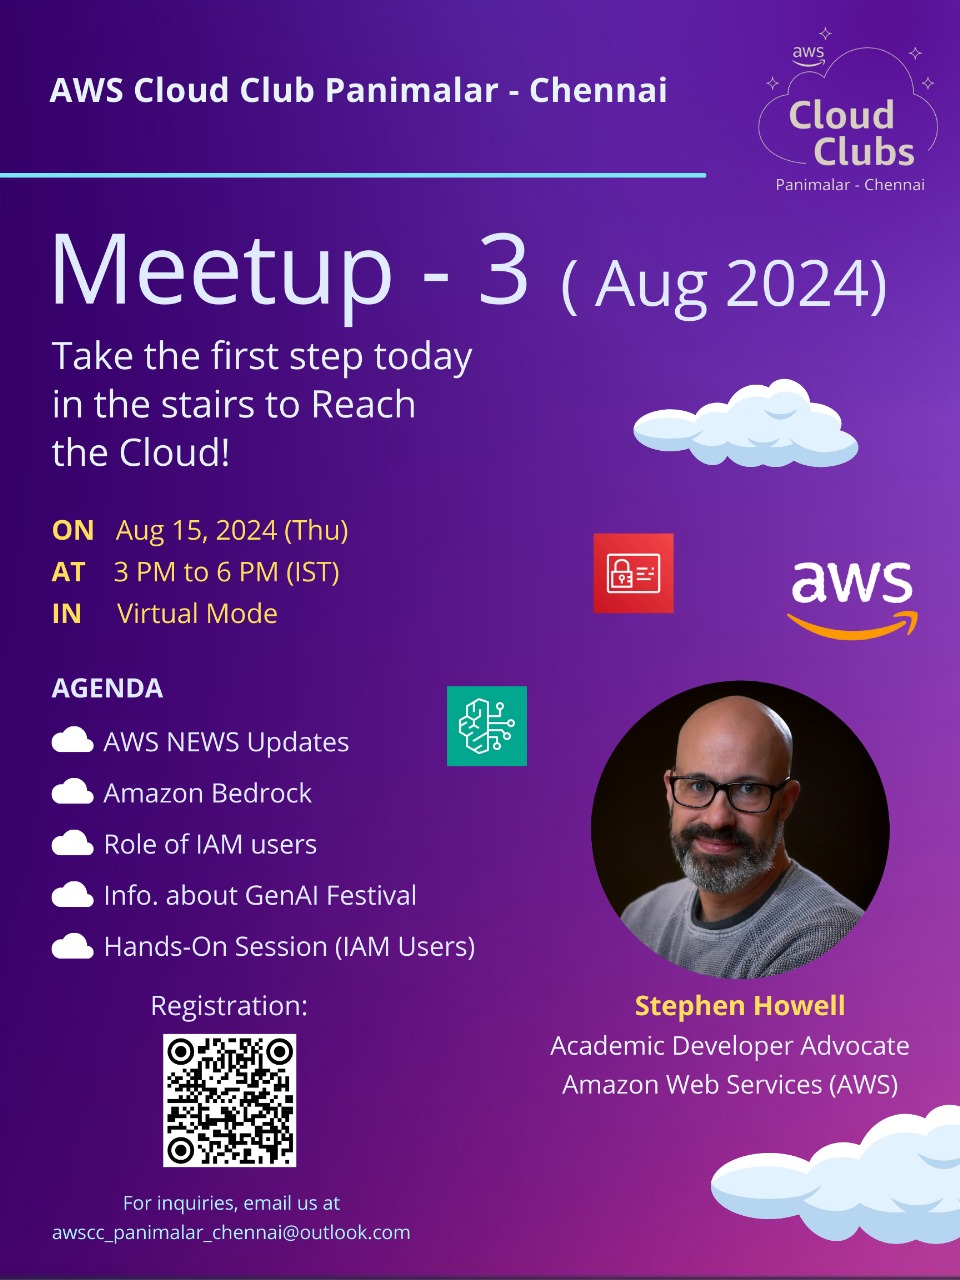 AWS Cloud Club Panimalar - Chennai
aws
Cloud
Clubs
Panimalar - Chennai
Meetup - 3 ( Aug 2024)
Take the first step today
in the stairs to Reach
the Cloud!
ON Aug 15, 2024 (Thu)
AT 3 PM to 6 PM (IST)
IN Virtual Mode
aws
AGENDA
AWS NEWS Updates
Amazon Bedrock
Role of IAM users
Info. about GenAI Festival
Hands-On Session (IAM Users)
Registration:
Stephen Howell
Academic Developer Advocate
Amazon Web Services (AWS)
For inquiries, email us at
awscc_panimalar_chennai@outlook.com